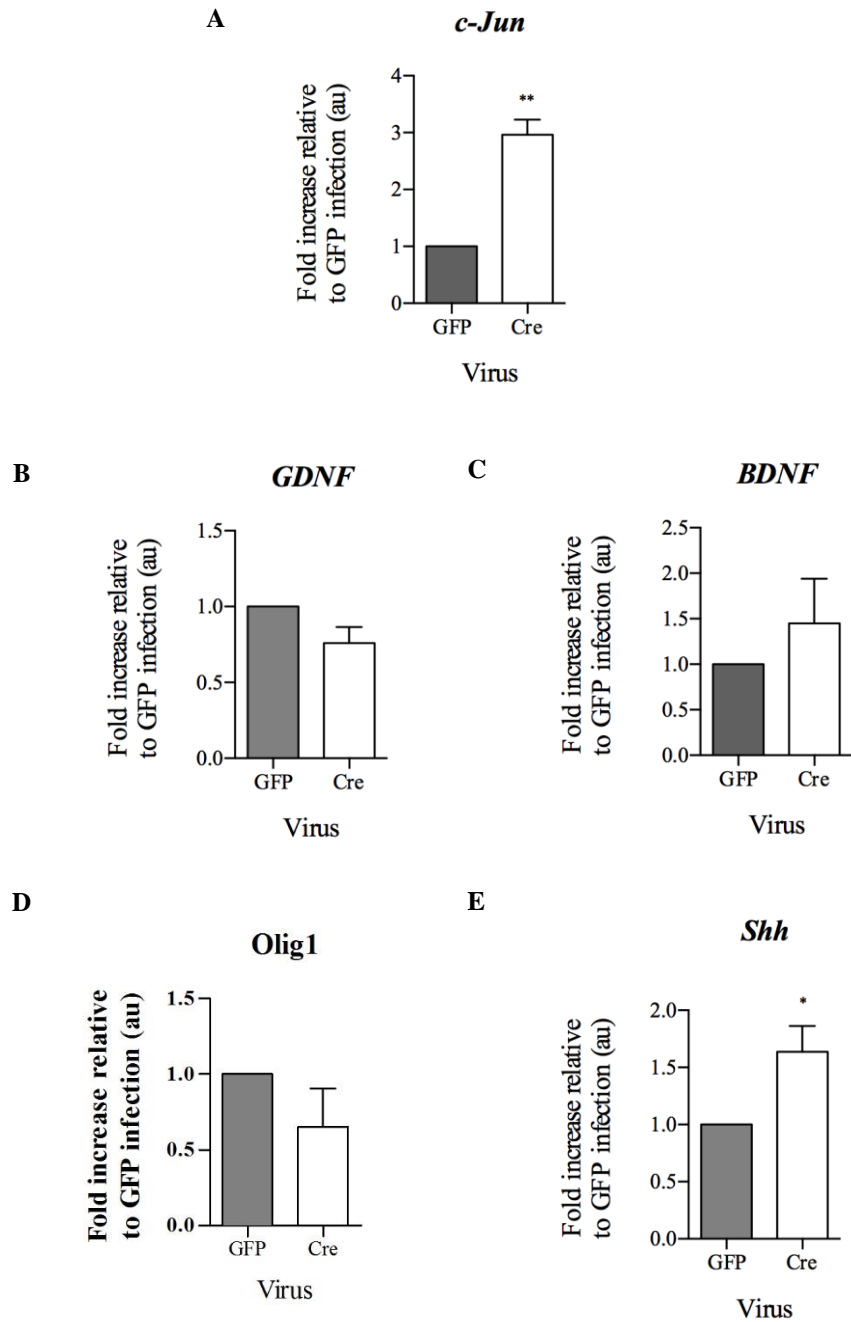 A
c-Jun
Fold increase relative
to GFP infection (au)
4
3
2
1
0
**
GFP Cre
Virus
B
GDNF
Fold increase relative
to GFP infection (au)
1.5
1.0
0.5
0.0
GFP Cre
Virus
C
BDNF
Fold increase relative
to GFP infection (au)
2.5
2.0
1.5
1.0
0.5
0.0
GFP Cre
Virus
D
Olig1
Fold increase relative
to GFP infection (au)
1.5
1.0
0.5
0.0
GFP Cre
Virus
E
Shh
Fold increase relative
to GFP infection (au)
2.0
1.5
1.0
0.5
0.0
*
GFP Cre
Virus